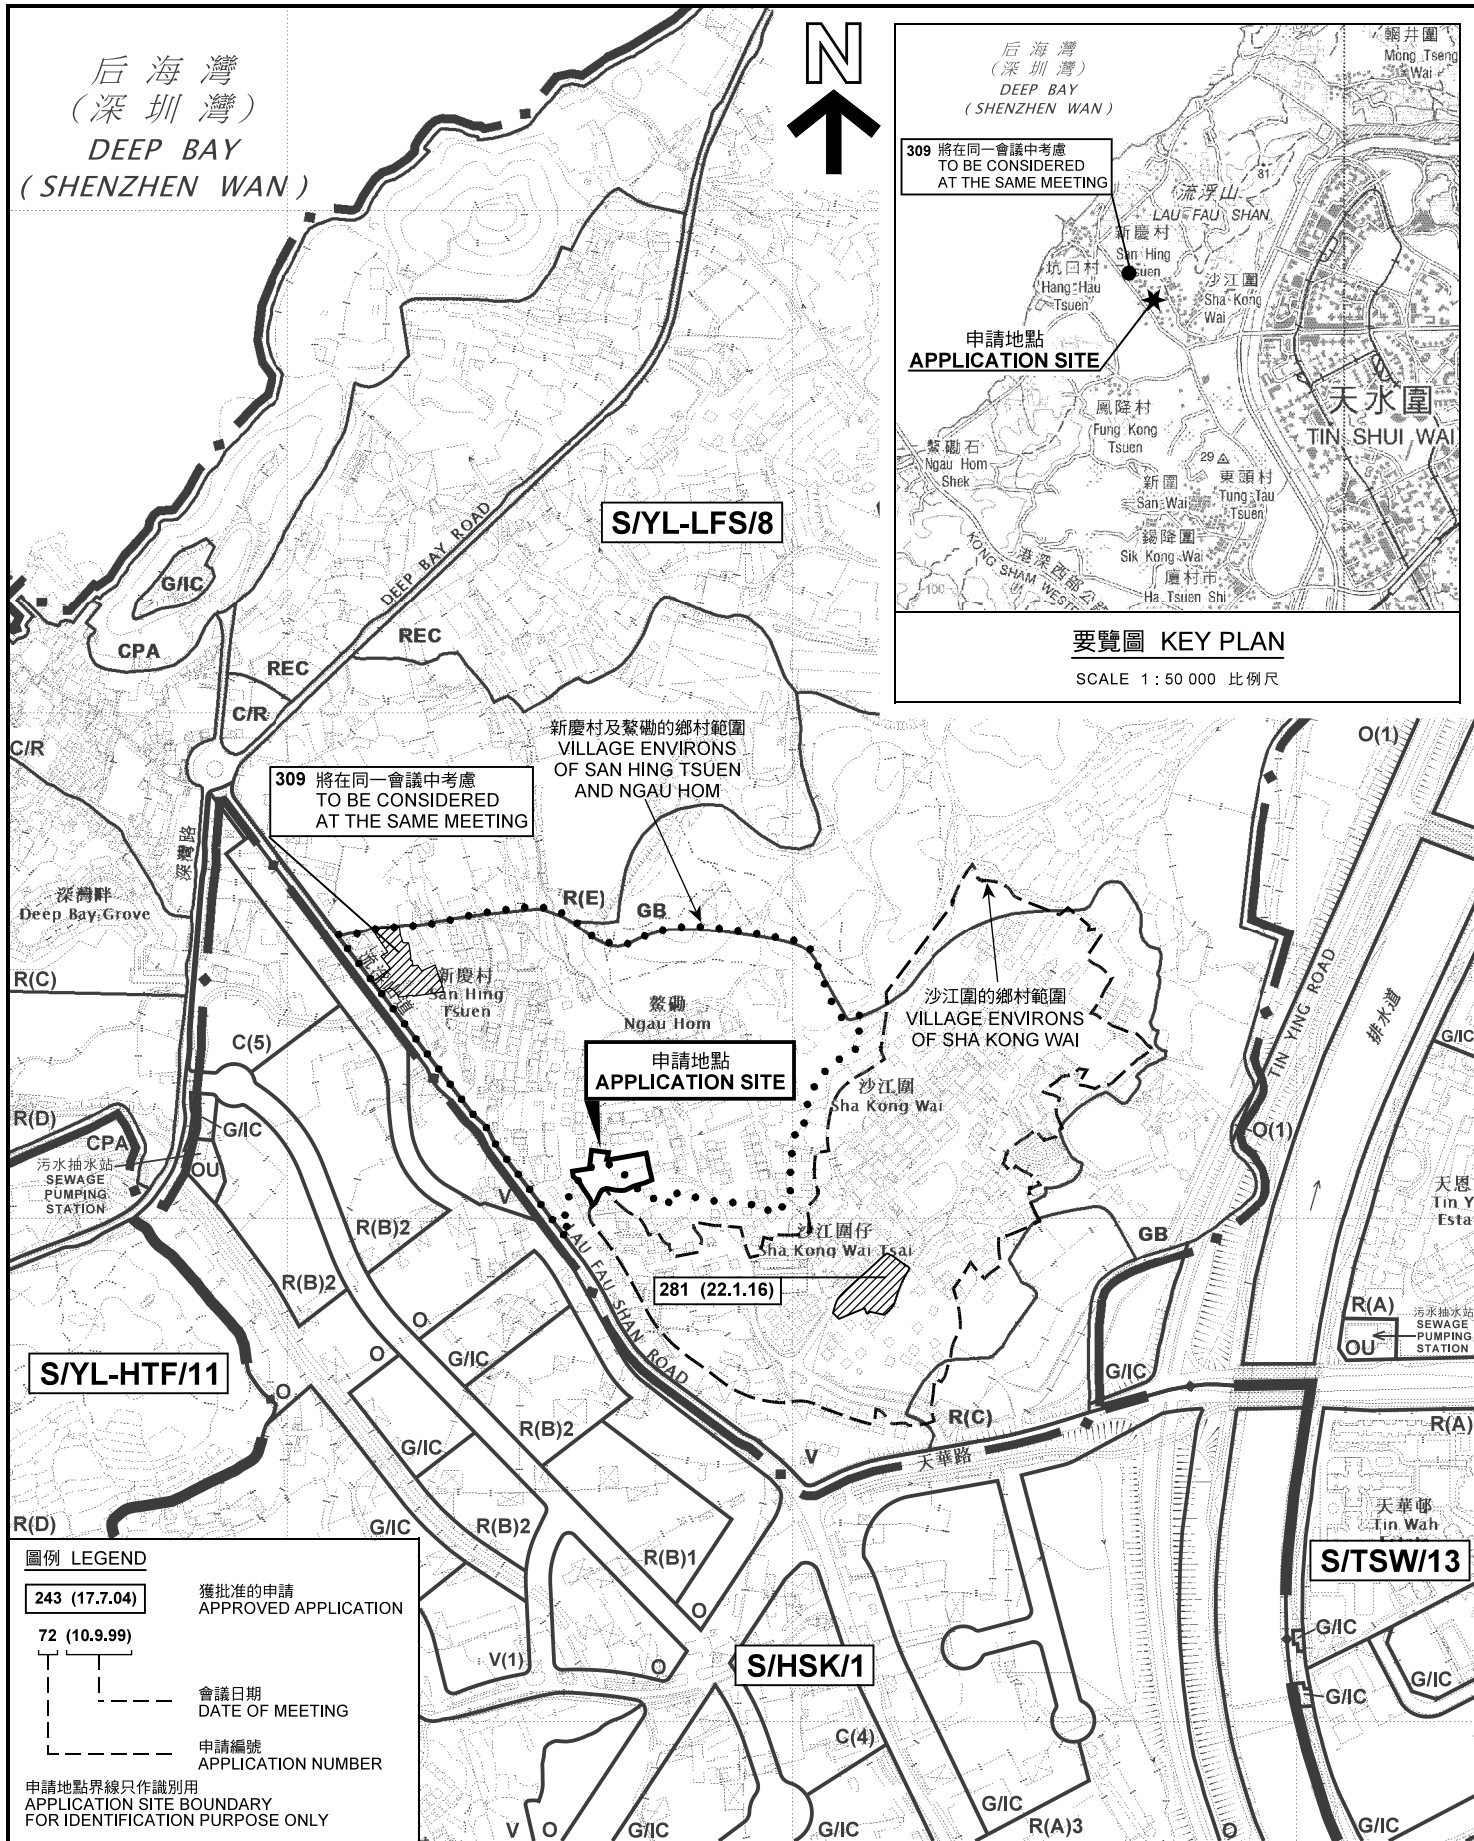 后海灣
(深圳灣)
DEEP BAY
(SHENZHEN WAN)
N
后海灣
(深圳灣)
DEEP BAY
(SHENZHEN WAN)
輞井圍
Mong Tseng
Wai
309 將在同一會議中考慮
TO BE CONSIDERED
AT THE SAME MEETING
81
流浮山
LAU FAU SHAN
新慶村
San Hing
Tsuen
坑口村
Hang Hau
Tsuen
沙江圍
Sha Kong
Wai
申請地點
APPLICATION SITE
天水圍
TIN SHUI WAI
鳳降村
Fung Kong
Tsuen
鰲磡石
Ngau Hom
Shek
29
新圍
San Wai
東頭村
Tung Tau
Tsuen
錫降圍
Sik Kong Wai
港深西部公路
KONG SHAM WESTERN
廈村市
Ha Tsuen Shi
100
要覽圖 KEY PLAN
SCALE 1 : 50 000 比例尺
S/YL-LFS/8
DEEP BAY ROAD
G/IC
CPA
REC
REC
C/R
C/R
新慶村及鰲磡的鄉村範圍
VILLAGE ENVIRONS
OF SAN HING TSUEN
AND NGAU HOM
309 將在同一會議中考慮
TO BE CONSIDERED
AT THE SAME MEETING
O(1)
深灣路
深灣畔
Deep Bay Grove
R(E)
GB
R(C)
流浮山道
新慶村
San Hing
Tsuen
鰲磡
Ngau Hom
沙江圍的鄉村範圍
VILLAGE ENVIRONS
OF SHA KONG WAI
TIN YING ROAD
排水道
G/IC
C(5)
申請地點
APPLICATION SITE
沙江圍
Sha Kong Wai
R(D)
CPA
G/IC
O(1)
污水抽水站
SEWAGE
PUMPING
STATION
OU
V
天恩
Tin Y
Esta
R(B)2
沙江圍仔
Sha Kong Wai Tsai
GB
R(B)2
281 (22.1.16)
LAU FAU SHAN ROAD
R(A)
污水抽水站
SEWAGE
PUMPING
STATION
OU
O
O
G/IC
S/YL-HTF/11
G/IC
O
R(B)2
R(C)
R(A)
G/IC
V
天華路
天華邨
Tin Wah
Estate
R(D)
G/IC
R(B)2
R(B)1
S/TSW/13
圖例 LEGEND
243 (17.7.04)
獲批准的申請
APPROVED APPLICATION
72 (10.9.99)
會議日期
DATE OF MEETING
申請編號
APPLICATION NUMBER
申請地點界線只作識別用
APPLICATION SITE BOUNDARY
FOR IDENTIFICATION PURPOSE ONLY
O
G/IC
V(1)
O
S/HSK/1
G/IC
G/IC
C(4)
G/IC
R(A)3
V
O
G/IC
G/IC
O
G/IC